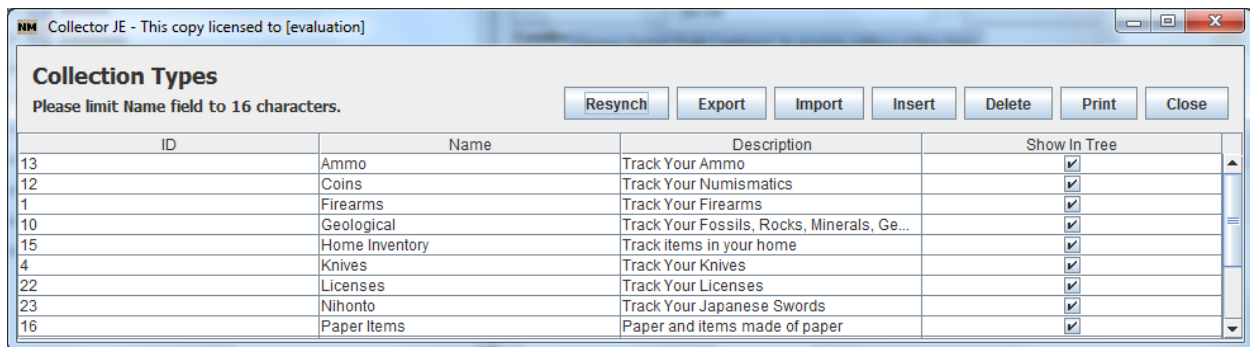 NM Collector JE - This copy licensed to [evaluation]
Collection Types
Please limit Name field to 16 characters.
Resynch Export Import Insert Delete Print Close
ID Name Description Show In Tree
13 Ammo Track Your Ammo
12 Coins Track Your Numismatics
1 Firearms Track Your Firearms
10 Geological Track Your Fossils, Rocks, Minerals, Ge...
15 Home Inventory Track items in your home
4 Knives Track Your Knives
22 Licenses Track Your Licenses
23 Nihonto Track Your Japanese Swords
16 Paper Items Paper and items made of paper